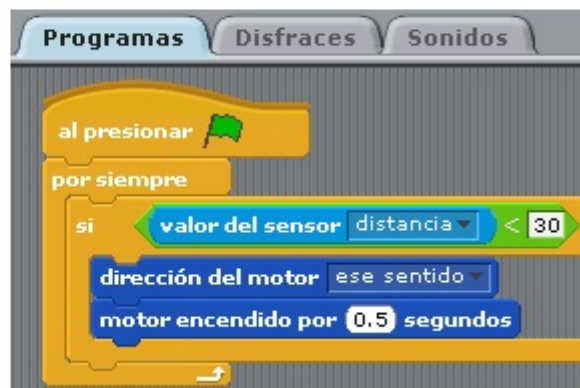 Programas Disfraces Sonidos
al presionar
por siempre
si valor del sensor distancia < 30
dirección del motor ese sentido
motor encendido por 0.5 segundos